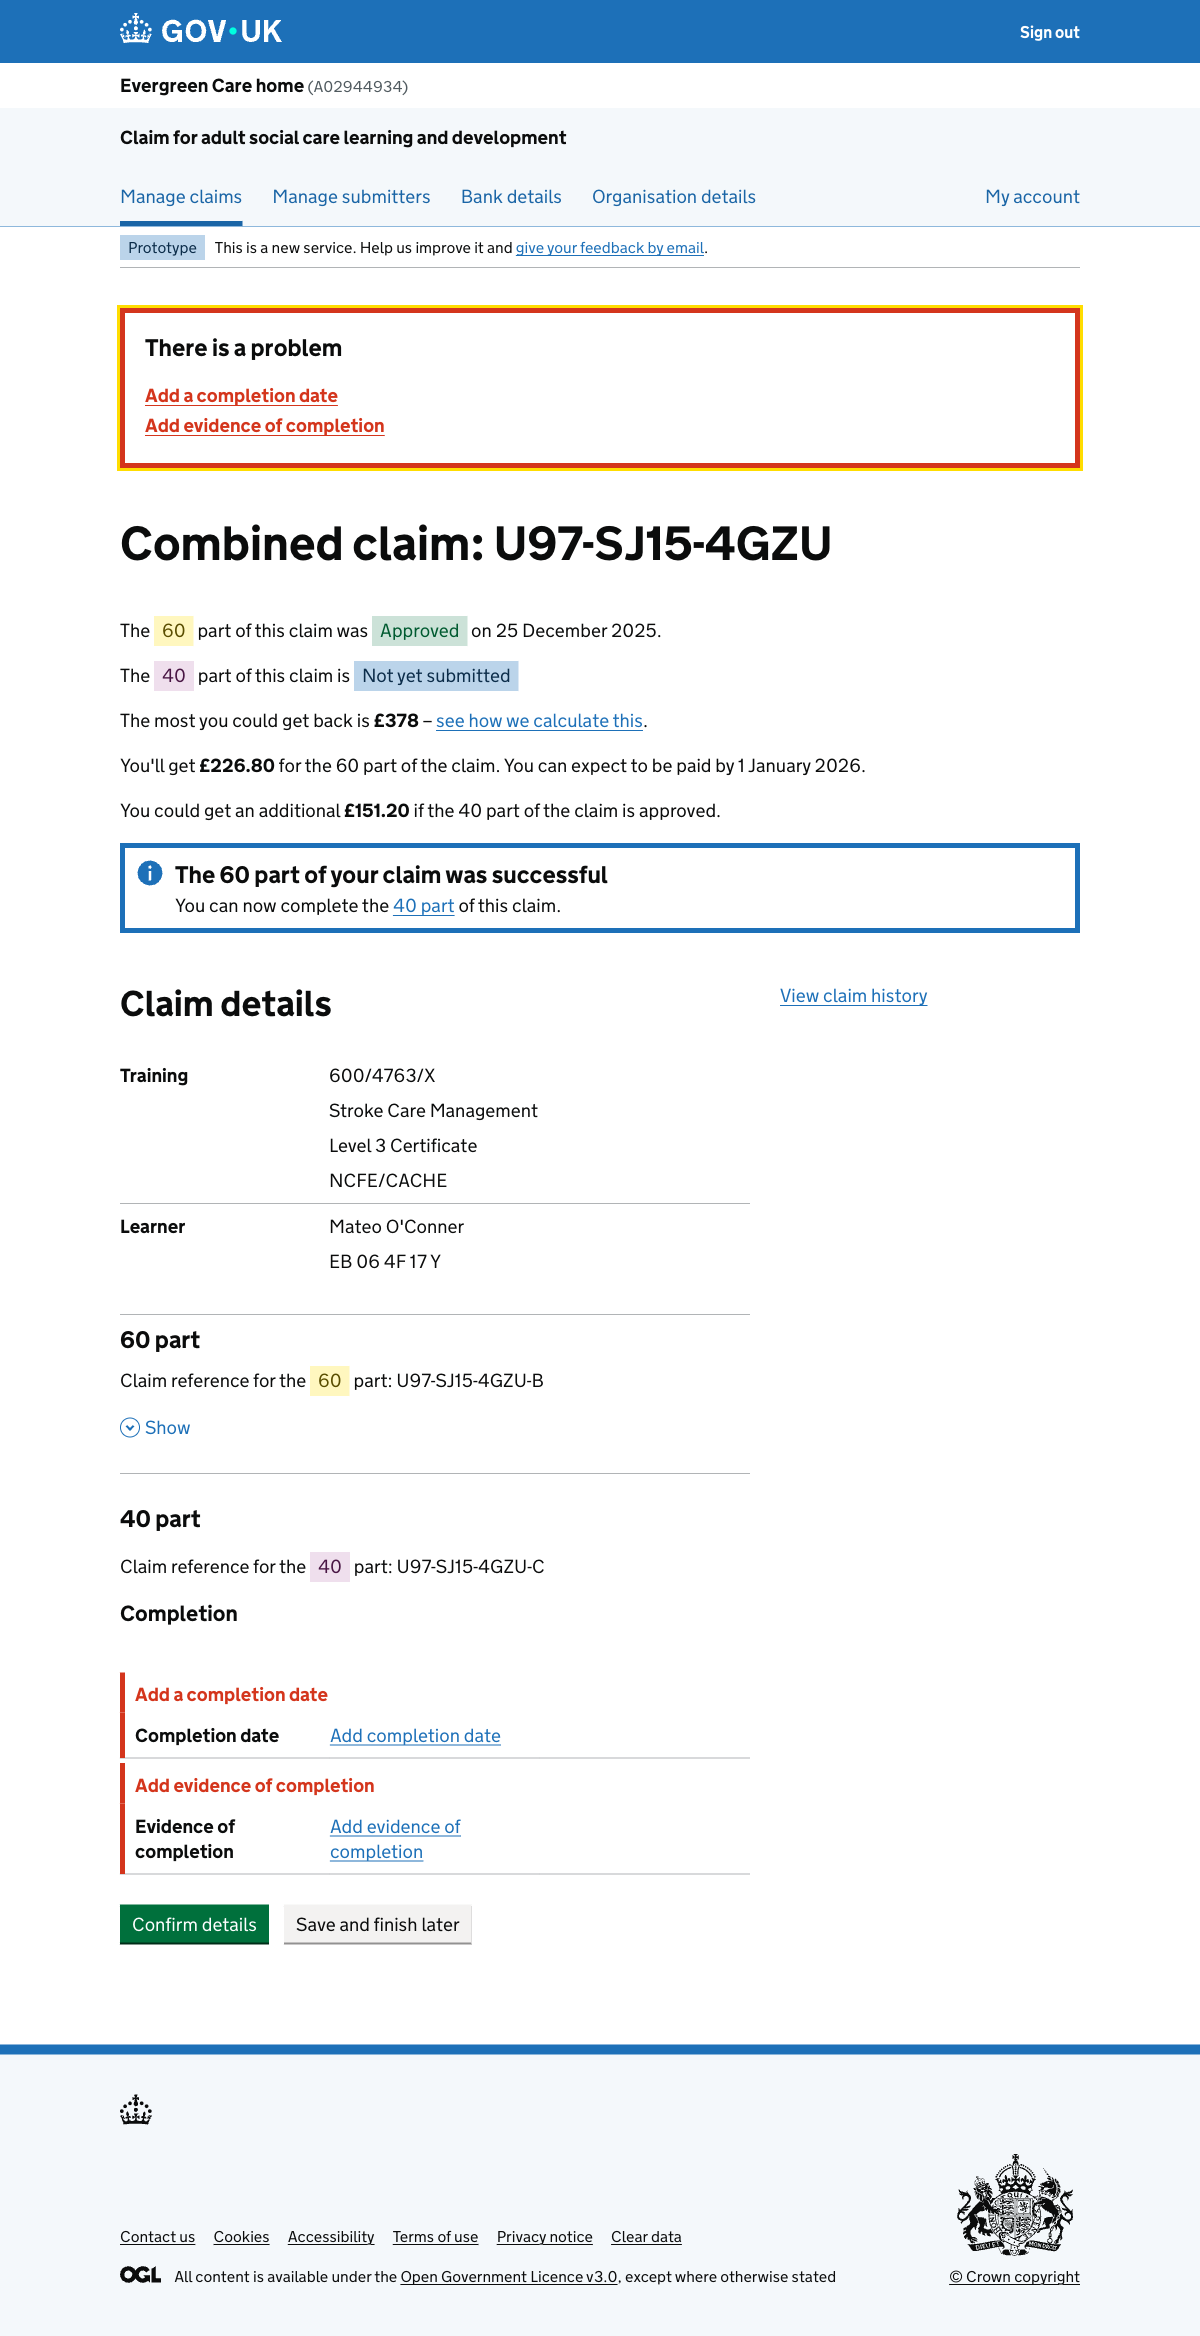 GOV·UK
Sign out
Evergreen Care home (A02944934)
Claim for adult social care learning and development
Manage claims Manage submitters Bank details Organisation details My account
Prototype This is a new service. Help us improve it and give your feedback by email.
There is a problem
Add a completion date
Add evidence of completion
Combined claim: U97-SJ15-4GZU
The 60 part of this claim was Approved on 25 December 2025.
The 40 part of this claim is Not yet submitted
The most you could get back is £378 – see how we calculate this.
You'll get £226.80 for the 60 part of the claim. You can expect to be paid by 1 January 2026.
You could get an additional £151.20 if the 40 part of the claim is approved.
The 60 part of your claim was successful
You can now complete the 40 part of this claim.
Claim details
View claim history
Training 600/4763/X
Stroke Care Management
Level 3 Certificate
NCFE/CACHE
Learner Mateo O'Conner
EB 06 4F 17 Y
60 part
Claim reference for the 60 part: U97-SJ15-4GZU-B
Show
40 part
Claim reference for the 40 part: U97-SJ15-4GZU-C
Completion
Add a completion date
Completion date Add completion date
Add evidence of completion
Evidence of Add evidence of
completion completion
Confirm details Save and finish later
Contact us Cookies Accessibility Terms of use Privacy notice Clear data
OGL All content is available under the Open Government Licence v3.0, except where otherwise stated
© Crown copyright